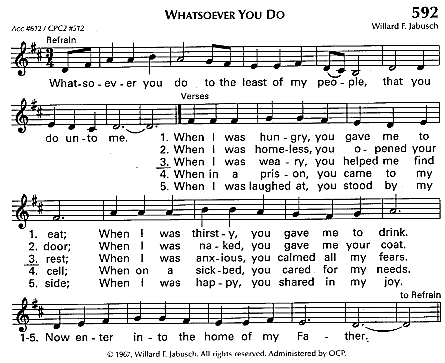 WHATSOEVER YOU DO
592
Acc #612 / CPC2 #512
Willard F. Jabusch
Refrain
What-so-ev-er you do to the least of my peo-ple, that you
Verses
do un-to me. 1. When I was hun-gry, you gave me to
2. When I was home-less, you o-pened your
3. When I was wea-ry, you helped me find
4. When in a pris-on, you came to my
5. When I was laughed at, you stood by my
1. eat; When I was thirst-y, you gave me to drink.
2. door; When I was na-ked, you gave me your coat.
3. rest; When I was anx-ious, you calmed all my fears.
4. cell; When on a sick-bed, you cared for my needs.
5. side; When I was hap-py, you shared in my joy.
to Refrain
1-5. Now en-ter in-to the home of my Fa-ther.
© 1967, Willard F. Jabusch. All rights reserved. Administered by OCP.